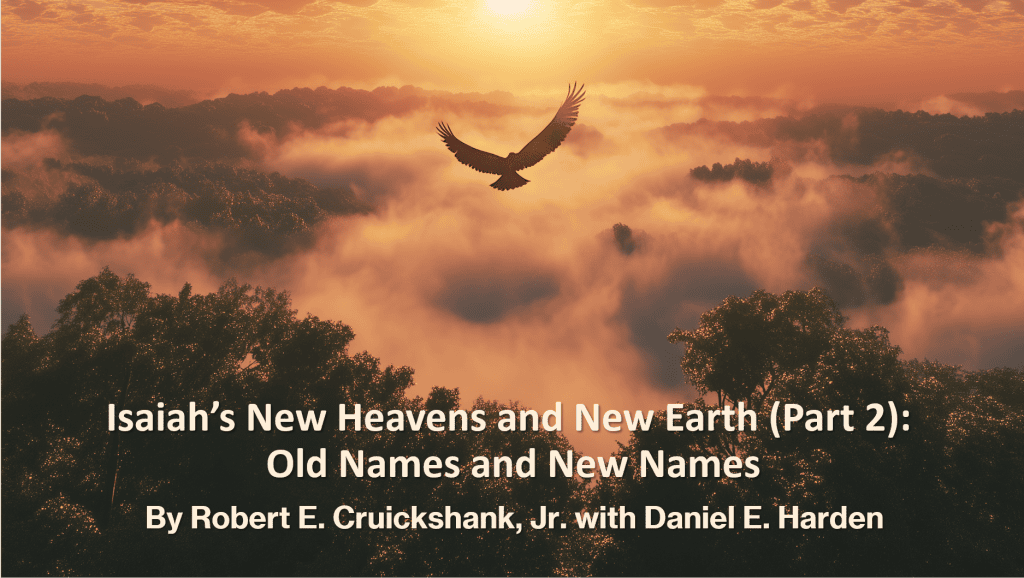 Isaiah’s New Heavens and New Earth (Part 2):
Old Names and New Names
By Robert E. Cruickshank, Jr. with Daniel E. Harden